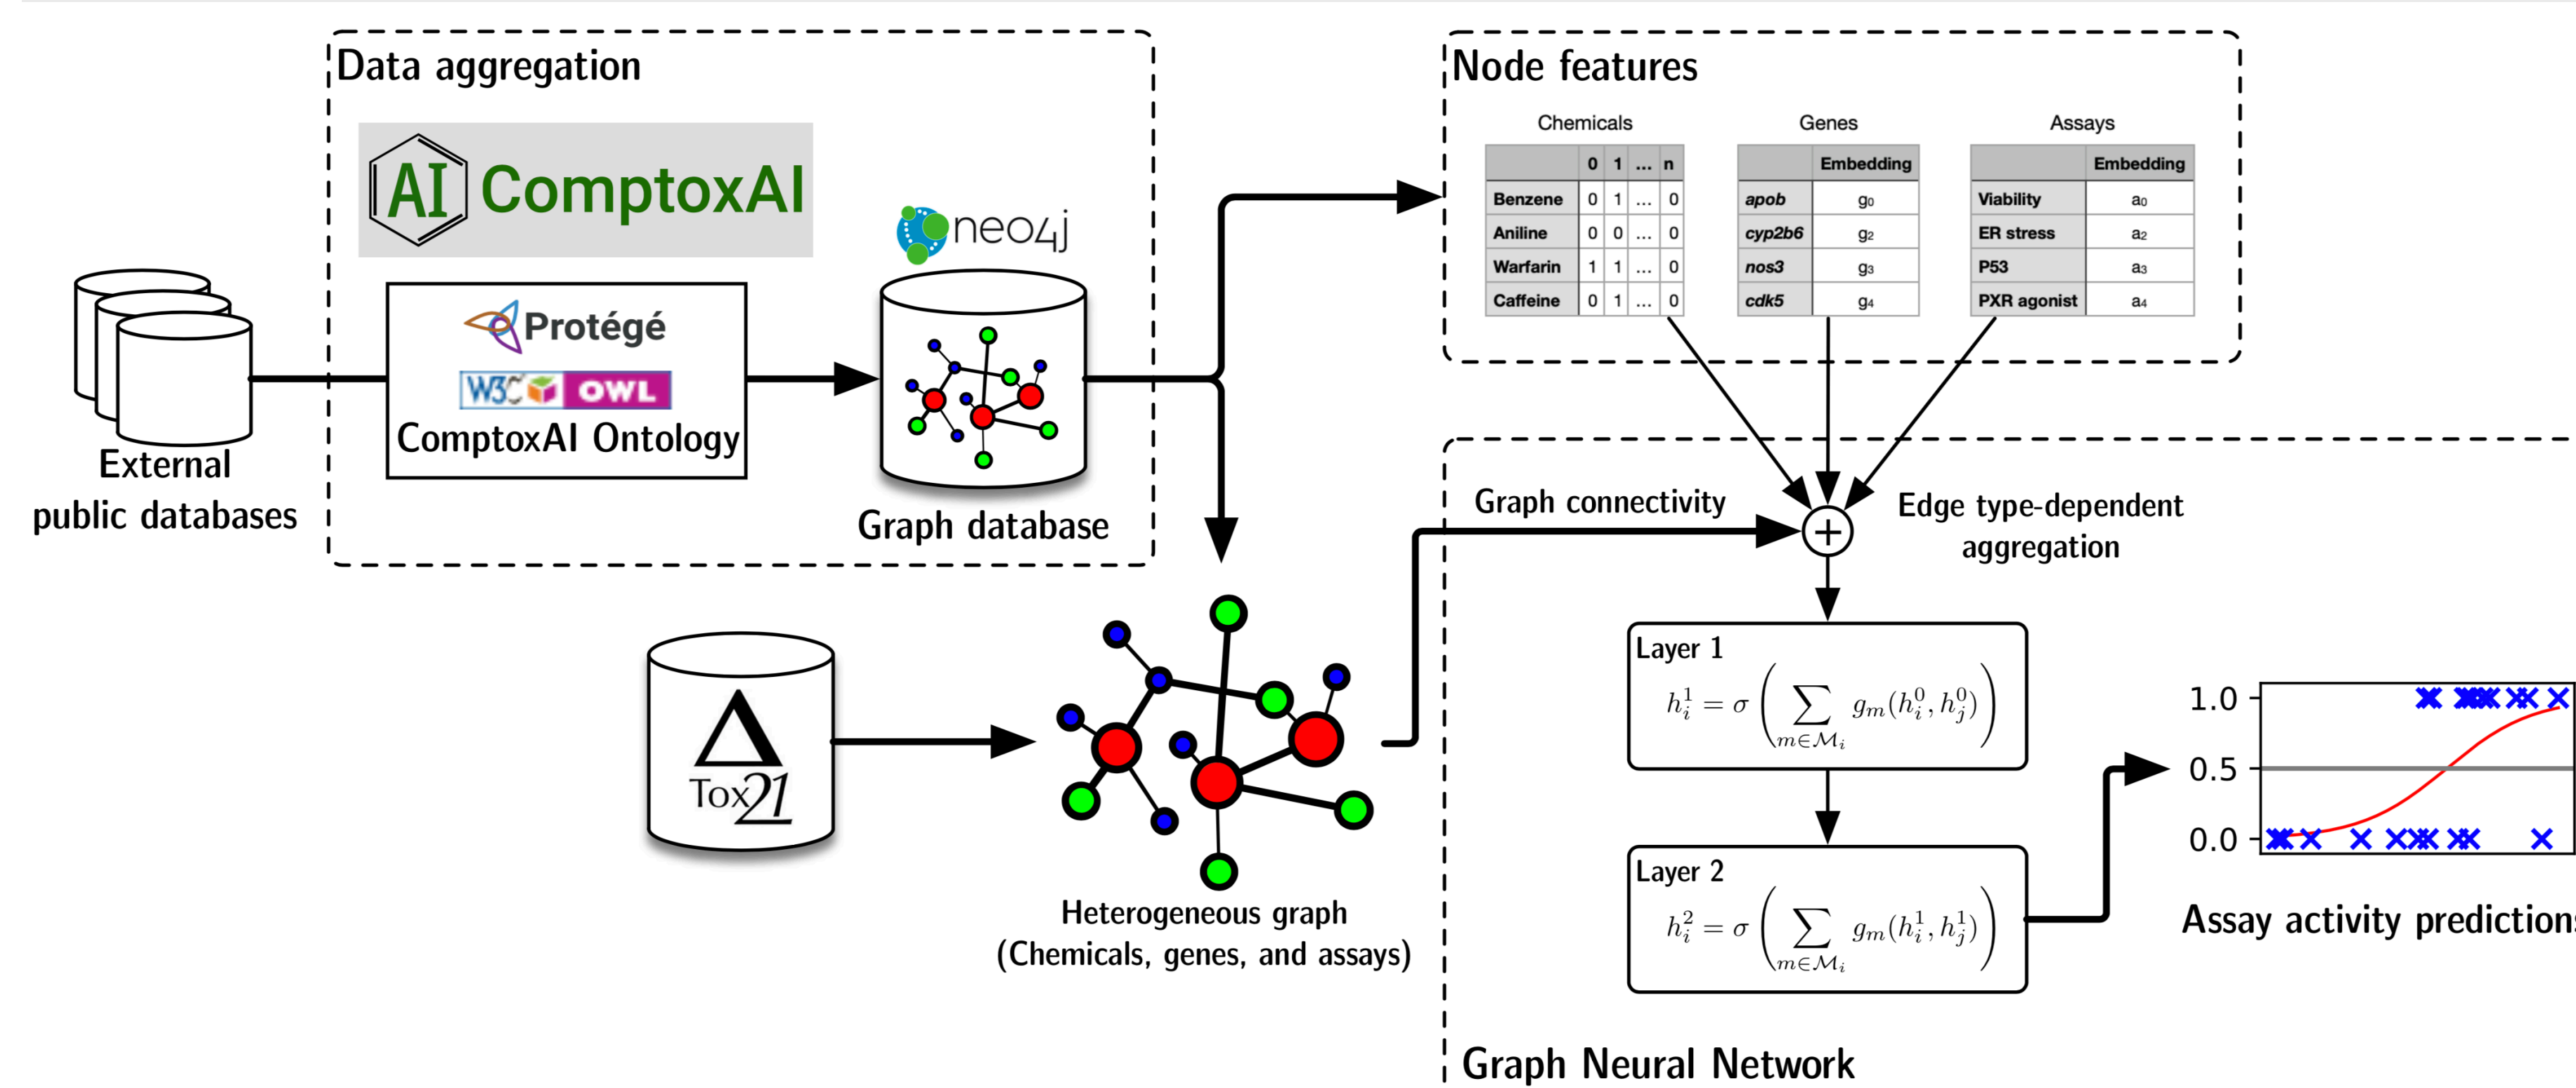 Data aggregation
AI ComptoxAI
neo4j
Protégé
W3C OWL
ComptoxAI Ontology
External
public databases
Graph database
Node features
Chemicals
0 1 ... n
Benzene 0 1 ... 0
Aniline 0 0 ... 0
Warfarin 1 1 ... 0
Caffeine 0 1 ... 0
Genes
Embedding
apob g₀
cyp2b6 g₂
nos3 g₃
cdk5 g₄
Assays
Embedding
Viability a₀
ER stress a₂
P53 a₃
PXR agonist a₄
Graph connectivity
+
Edge type-dependent
aggregation
Tox21
Heterogeneous graph
(Chemicals, genes, and assays)
Layer 1
h_i^1 = σ ( ∑_{m∈ℳ_i} g_m(h_i^0, h_j^0) )
Layer 2
h_i^2 = σ ( ∑_{m∈ℳ_i} g_m(h_i^1, h_j^1) )
1.0
0.5
0.0
Assay activity predictions
Graph Neural Network